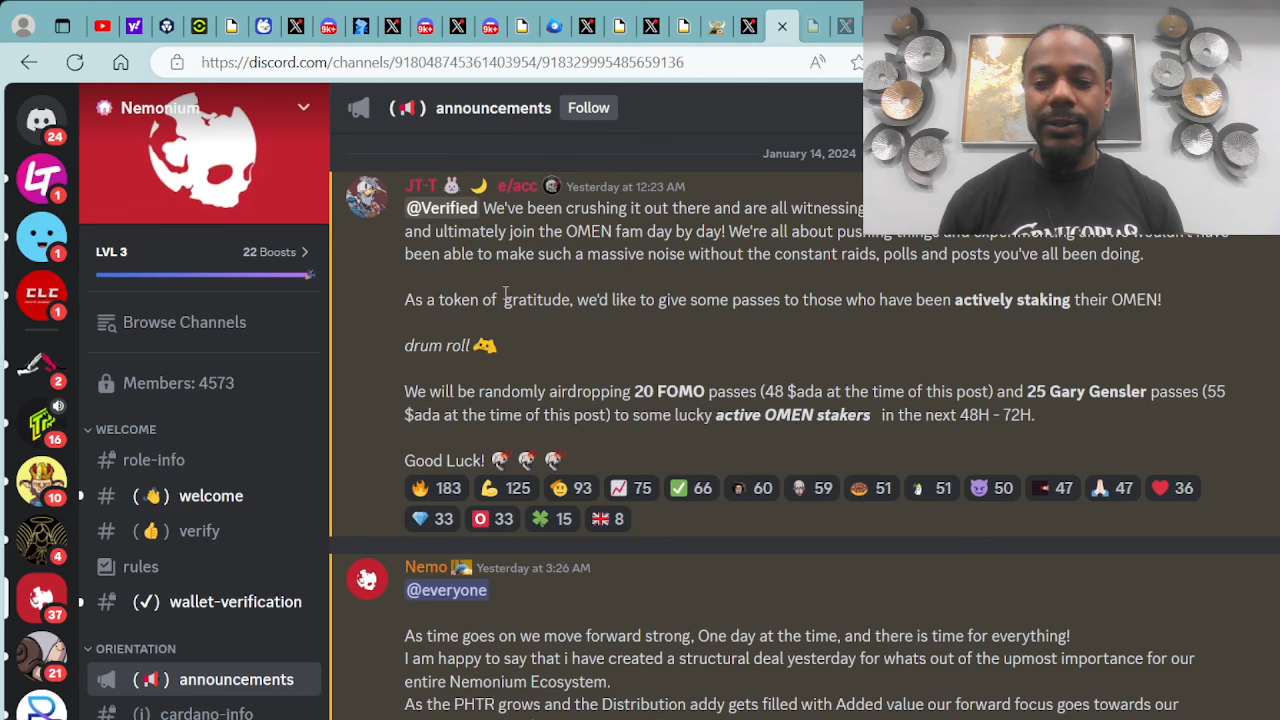 https://discord.com/channels/918048745361403954/918329995485659136
9k+
9k+
9k+
Nemonium
announcements
Follow
January 14, 2024
JT-T e/acc Yesterday at 12:23 AM
@Verified We've been crushing it out there and are all witnessing
and ultimately join the OMEN fam day by day! We're all about
been able to make such a massive noise without the constant raids, polls and posts you've all been doing.
As a token of gratitude, we'd like to give some passes to those who have been actively staking their OMEN!
drum roll
We will be randomly airdropping 20 FOMO passes (48 $ada at the time of this post) and 25 Gary Gensler passes (55
$ada at the time of this post) to some lucky active OMEN stakers in the next 48H - 72H.
Good Luck!
183 125 93 75 66 60 59 51 51 50 47 47 36
33 33 15 8
Nemo Yesterday at 3:26 AM
@everyone
As time goes on we move forward strong, One day at the time, and there is time for everything!
I am happy to say that i have created a structural deal yesterday for whats out of the upmost importance for our
entire Nemonium Ecosystem.
As the PHTR grows and the Distribution addy gets filled with Added value our forward focus goes towards our
LVL 3 22 Boosts
Browse Channels
Members: 4573
WELCOME
role-info
welcome
verify
rules
wallet-verification
ORIENTATION
announcements
cardano-info
24
LT
1
1
CLC
1
2
16
10
4
37
21